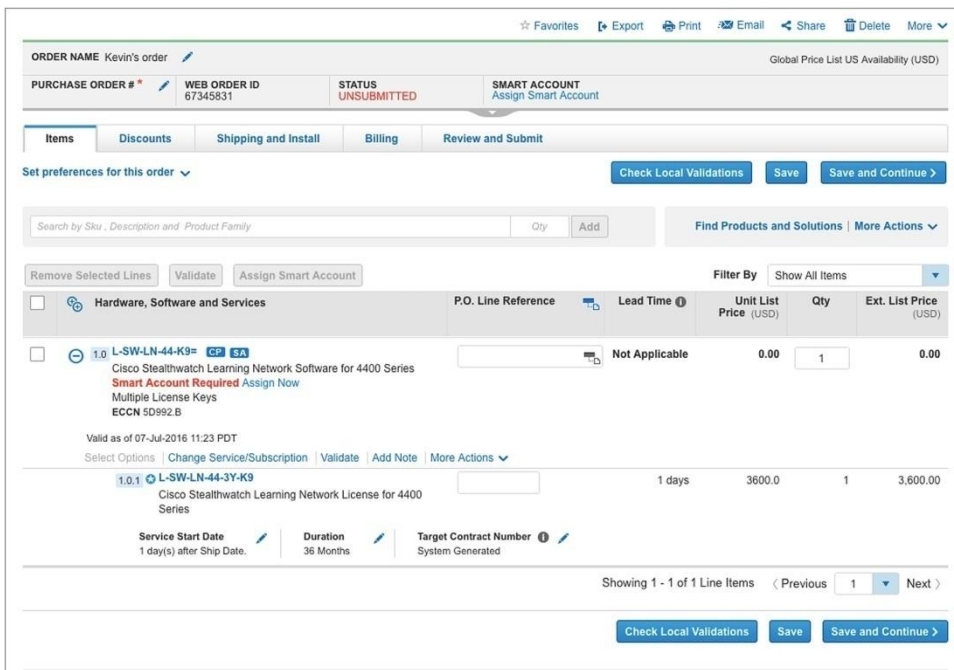 Favorites Export Print Email Share Delete More
ORDER NAME Kevin's order
Global Price List US Availability (USD)
PURCHASE ORDER # * WEB ORDER ID STATUS SMART ACCOUNT
67345831 UNSUBMITTED Assign Smart Account
Items Discounts Shipping and Install Billing Review and Submit
Set preferences for this order Check Local Validations Save Save and Continue >
Search by Sku , Description and Product Family Qty Add Find Products and Solutions | More Actions
Remove Selected Lines Validate Assign Smart Account Filter By Show All Items
Hardware, Software and Services P.O. Line Reference Lead Time Unit List Qty Ext. List Price
Price (USD) (USD)
1.0 L-SW-LN-44-K9= CP SA Not Applicable 0.00 1 0.00
Cisco Stealthwatch Learning Network Software for 4400 Series
Smart Account Required Assign Now
Multiple License Keys
ECCN 5D992.B
Valid as of 07-Jul-2016 11:23 PDT
Select Options | Change Service/Subscription | Validate | Add Note | More Actions
1.0.1 L-SW-LN-44-3Y-K9 1 days 3600.0 1 3,600.00
Cisco Stealthwatch Learning Network License for 4400
Series
Service Start Date Duration Target Contract Number
1 day(s) after Ship Date. 36 Months System Generated
Showing 1 - 1 of 1 Line Items Previous 1 Next
Check Local Validations Save Save and Continue >